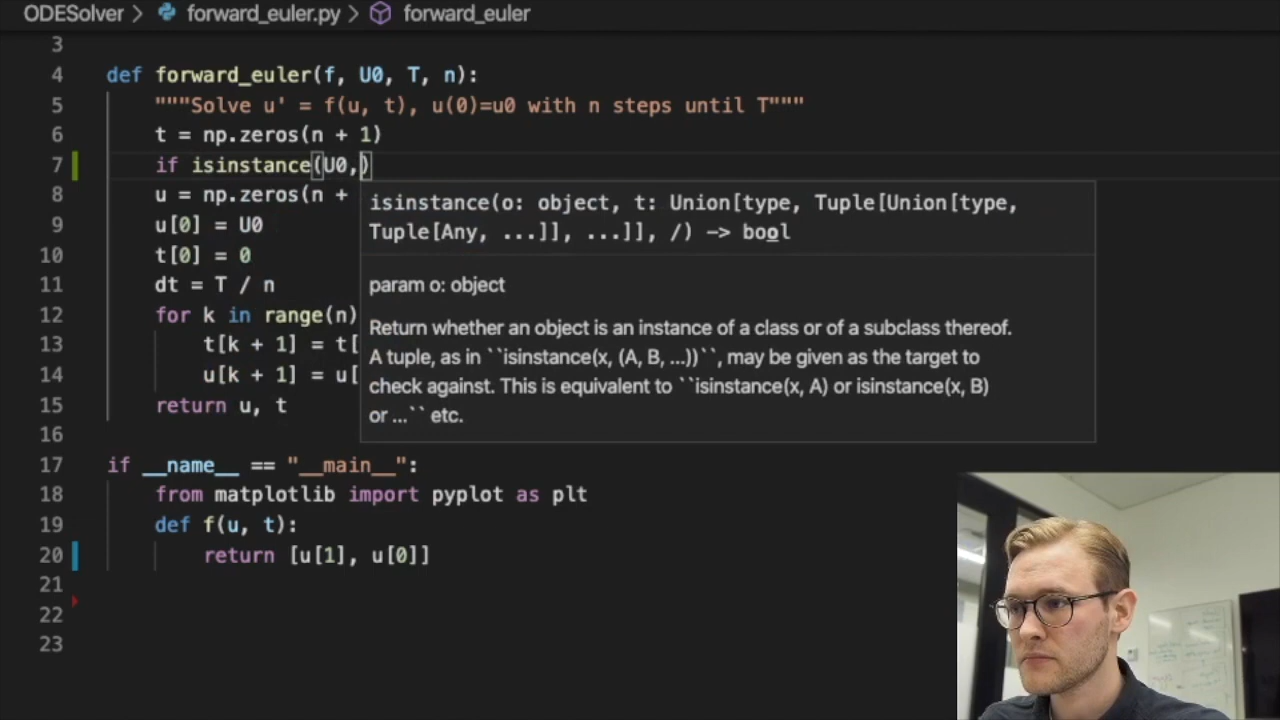 ODESolver > forward_euler.py > forward_euler
3
4 def forward_euler(f, U0, T, n):
5 """Solve u' = f(u, t), u(0)=u0 with n steps until T"""
6 t = np.zeros(n + 1)
7 if isinstance(U0,)
8 u = np.zeros(n +
9 u[0] = U0
10 t[0] = 0
11 dt = T / n
12 for k in range(n)
13 t[k + 1] = t[
14 u[k + 1] = u[
15 return u, t
isinstance(o: object, t: Union[type,
Tuple[Union[type,
Tuple[Any, ...]], ...]], /) -> bool
param o: object
Return whether an object is an instance of a class or of a subclass thereof.
A tuple, as in ``isinstance(x, (A, B, ...))``, may be given as the target to
check against. This is equivalent to ``isinstance(x, A) or isinstance(x, B)
or ...`` etc.
16
17 if __name__ == "__main__":
18 from matplotlib import pyplot as plt
19 def f(u, t):
20 return [u[1], u[0]]
21
22
23